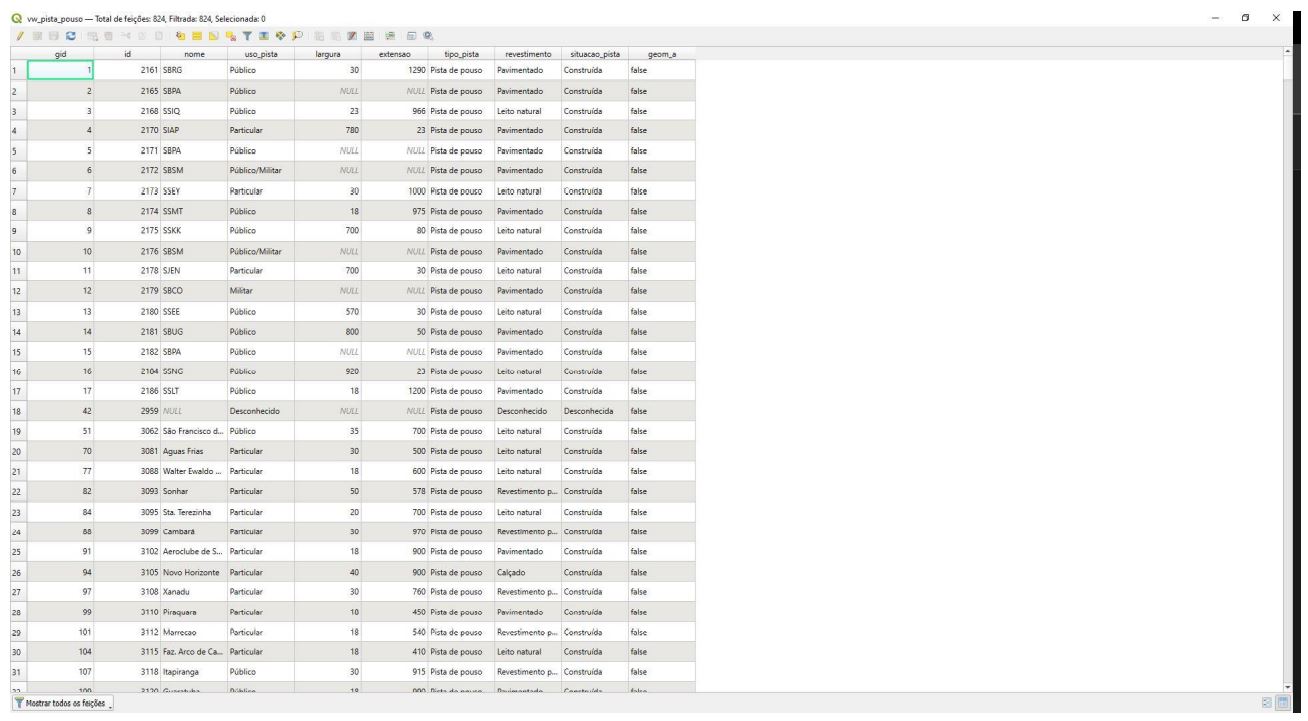 vw_pista_pouso — Total de feições: 824, Filtrada: 824, Selecionada: 0
gid id nome uso_pista largura extensao tipo_pista revestimento situacao_pista geom_a
1 1 2161 SBRG Público 30 1290 Pista de pouso Pavimentado Construída false
2 2 2165 SBPA Público NULL NULL Pista de pouso Pavimentado Construída false
3 3 2168 SSIQ Público 23 966 Pista de pouso Leito natural Construída false
4 4 2170 SIAP Particular 780 23 Pista de pouso Pavimentado Construída false
5 5 2171 SBPA Público NULL NULL Pista de pouso Pavimentado Construída false
6 6 2172 SBSM Público/Militar NULL NULL Pista de pouso Pavimentado Construída false
7 7 2173 SSEY Particular 30 1000 Pista de pouso Leito natural Construída false
8 8 2174 SSMT Público 18 975 Pista de pouso Pavimentado Construída false
9 9 2175 SSKK Público 700 80 Pista de pouso Leito natural Construída false
10 10 2176 SBSM Público/Militar NULL NULL Pista de pouso Pavimentado Construída false
11 11 2178 SJEN Particular 700 30 Pista de pouso Leito natural Construída false
12 12 2179 SBCO Militar NULL NULL Pista de pouso Pavimentado Construída false
13 13 2180 SSEE Público 570 30 Pista de pouso Leito natural Construída false
14 14 2181 SBUG Público 800 50 Pista de pouso Pavimentado Construída false
15 15 2182 SBPA Público NULL NULL Pista de pouso Pavimentado Construída false
16 16 2184 SSNG Público 920 23 Pista de pouso Leito natural Construída false
17 17 2186 SSLT Público 18 1200 Pista de pouso Pavimentado Construída false
18 42 2959 NULL Desconhecido NULL NULL Pista de pouso Desconhecido Desconhecida false
19 51 3062 São Francisco d... Público 35 700 Pista de pouso Leito natural Construída false
20 70 3081 Aguas Frias Particular 30 500 Pista de pouso Leito natural Construída false
21 77 3088 Walter Ewaldo ... Particular 18 600 Pista de pouso Leito natural Construída false
22 82 3093 Sonhar Particular 50 578 Pista de pouso Revestimento p... Construída false
23 84 3095 Sta. Terezinha Particular 20 700 Pista de pouso Leito natural Construída false
24 88 3099 Cambará Particular 30 970 Pista de pouso Revestimento p... Construída false
25 91 3102 Aeroclube de S... Particular 18 900 Pista de pouso Pavimentado Construída false
26 94 3105 Novo Horizonte Particular 40 900 Pista de pouso Calçado Construída false
27 97 3108 Xanadu Particular 30 760 Pista de pouso Revestimento p... Construída false
28 99 3110 Piraquara Particular 18 450 Pista de pouso Pavimentado Construída false
29 101 3112 Marrecao Particular 18 540 Pista de pouso Revestimento p... Construída false
30 104 3115 Faz. Arco de Ca... Particular 18 410 Pista de pouso Leito natural Construída false
31 107 3118 Itapiranga Público 30 915 Pista de pouso Revestimento p... Construída false
Mostrar todos os feições